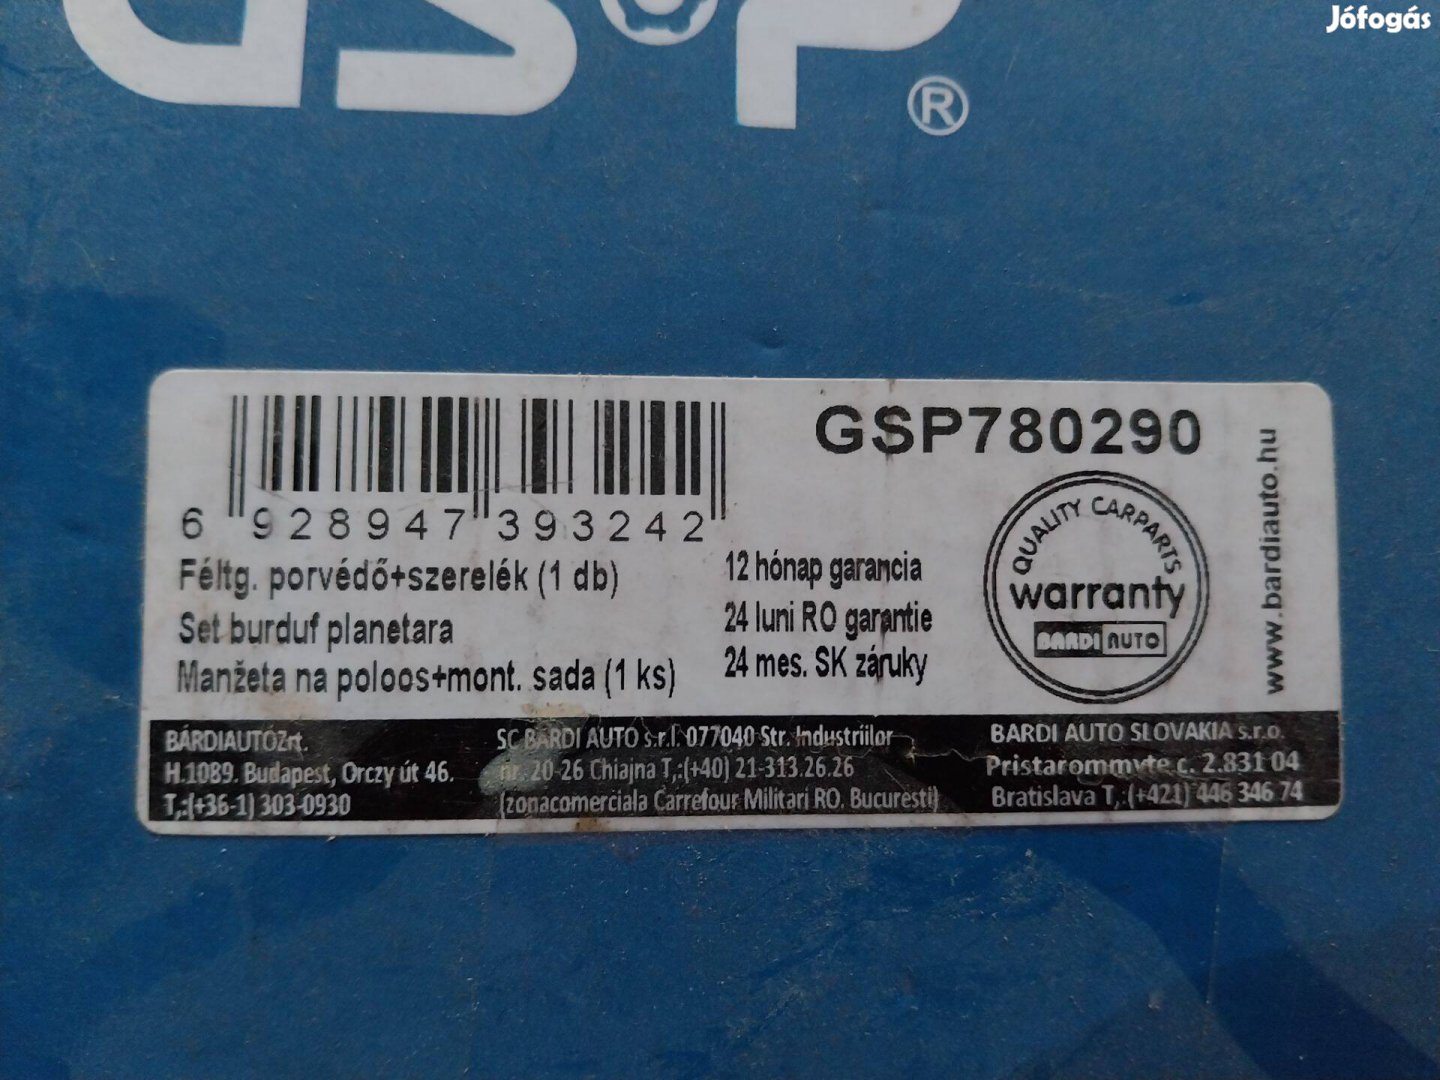 Jófogás
GSP®
GSP780290
6 928947 393242
Féltg. porvédő+szerelék (1 db)
Set burduf planetara
Manžeta na poloos+mont. sada (1 ks)
12 hónap garancia
24 luni RO garantie
24 mes. SK záruky
QUALITY CARPARTS
warranty
BARDI AUTO
www.bardiauto.hu
BÁRDIAUTÓZrt.
H.1089. Budapest, Orczy út 46.
T,:(+36-1) 303-0930
SC BARDI AUTO s.r.l. 077040 Str. Industriilor
nr. 20-26 Chiajna T,:(+40) 21-313.26.26
(zonacomerciala Carrefour Militari RO. Bucuresti)
BARDI AUTO SLOVAKIA s.r.o.
Pristarommyte c. 2.831 04
Bratislava T,:(+421) 446 346 74